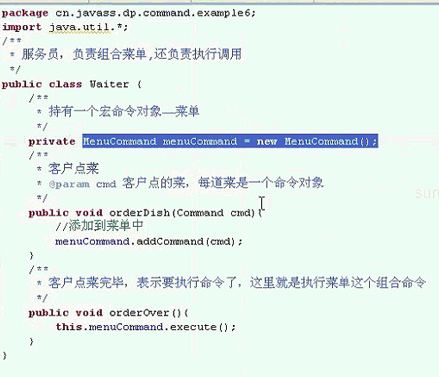 package cn.javass.dp.command.example6;
import java.util.*;
/**
 * 服务员，负责组合菜单,还负责执行调用
 */
public class Waiter {
    /**
     * 持有一个宏命令对象—菜单
     */
    private MenuCommand menuCommand = new MenuCommand();
    /**
     * 客户点菜
     * @param cmd 客户点的菜，每道菜是一个命令对象
     */
    public void orderDish(Command cmd){
        //添加到菜单中
        menuCommand.addCommand(cmd);
    }
    /**
     * 客户点菜完毕，表示要执行命令了，这里就是执行菜单这个组合命令
     */
    public void orderOver(){
        this.menuCommand.execute();
    }
}